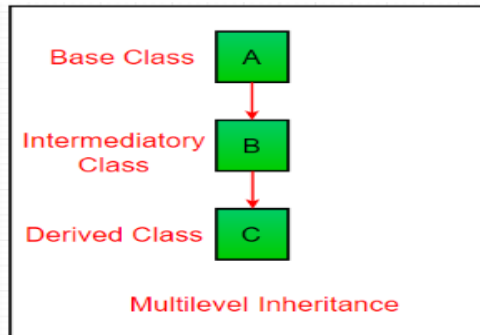 Base Class
A
Intermediatory
Class
B
Derived Class
C
Multilevel Inheritance